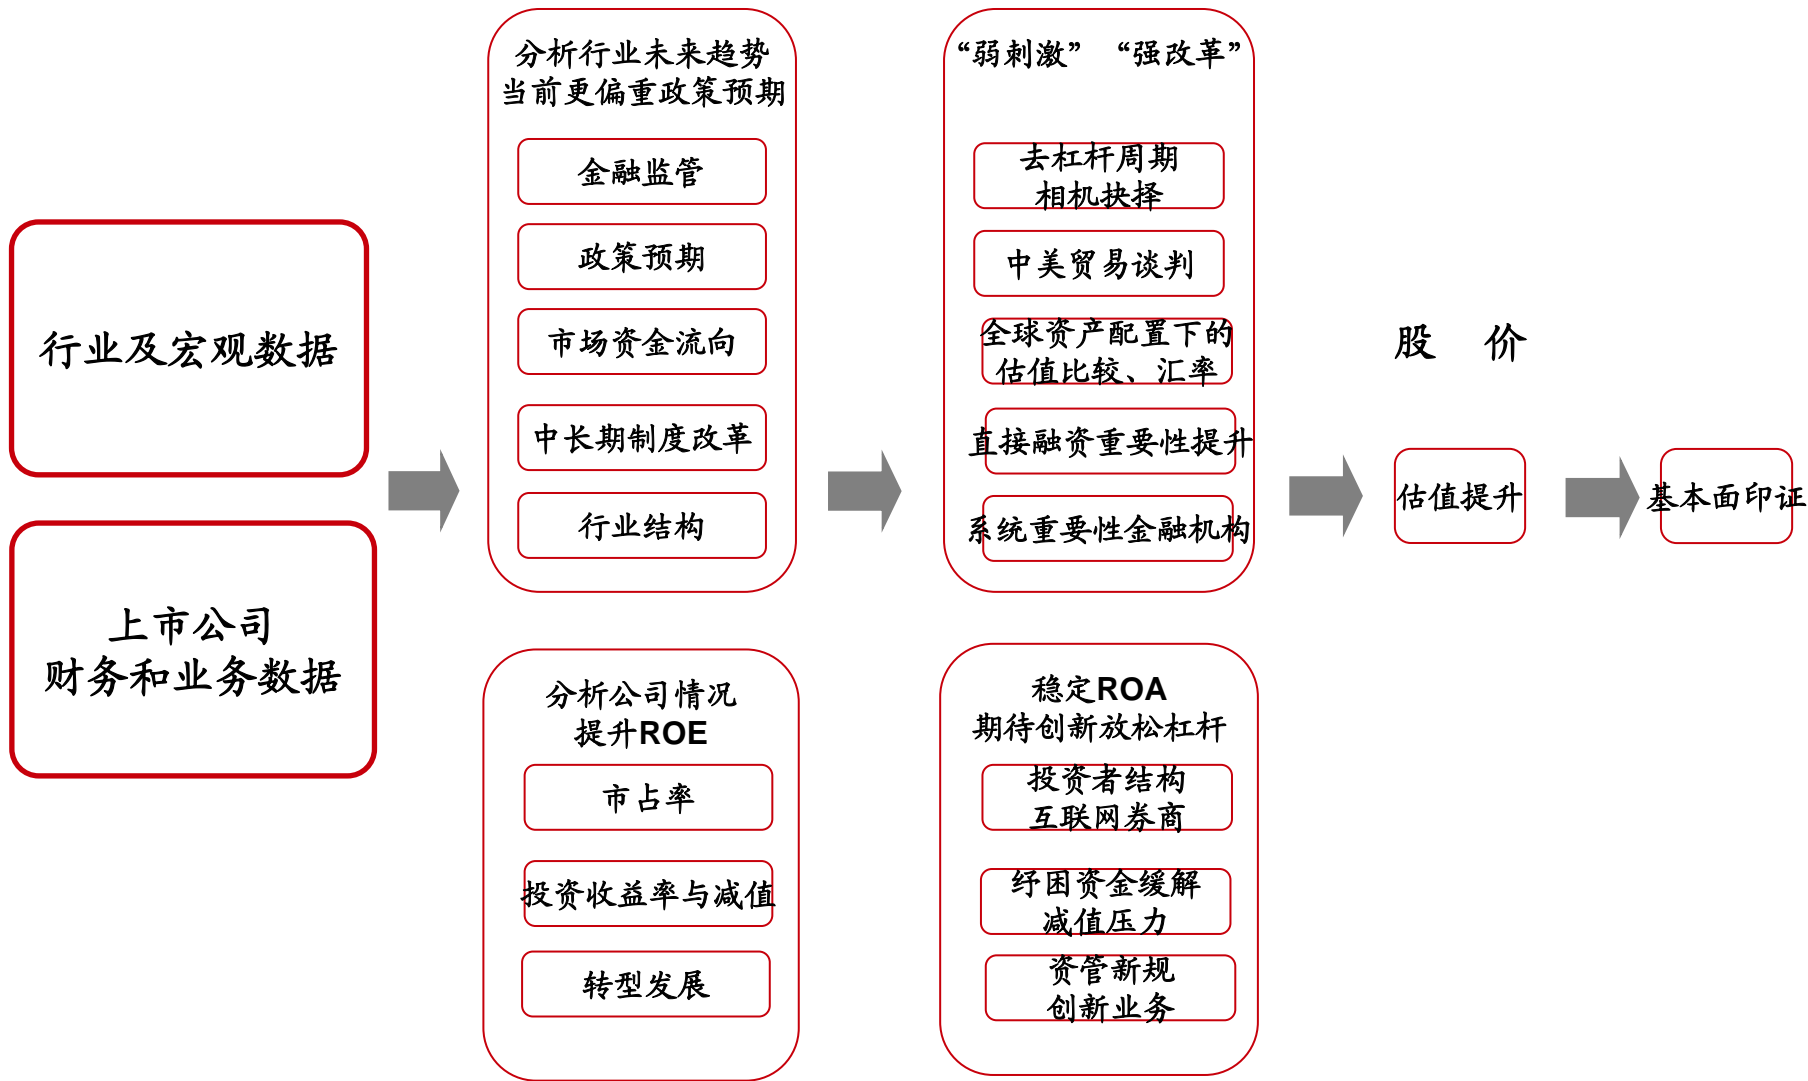 行业及宏观数据
上市公司
财务和业务数据
分析行业未来趋势
当前更偏重政策预期
金融监管
政策预期
市场资金流向
中长期制度改革
行业结构
分析公司情况
提升ROE
市占率
投资收益率与减值
转型发展
“弱刺激” “强改革”
去杠杆周期
相机抉择
中美贸易谈判
全球资产配置下的
估值比较、汇率
直接融资重要性提升
系统重要性金融机构
稳定ROA
期待创新放松杠杆
投资者结构
互联网券商
纾困资金缓解
减值压力
资管新规
创新业务
股 价
估值提升
基本面印证